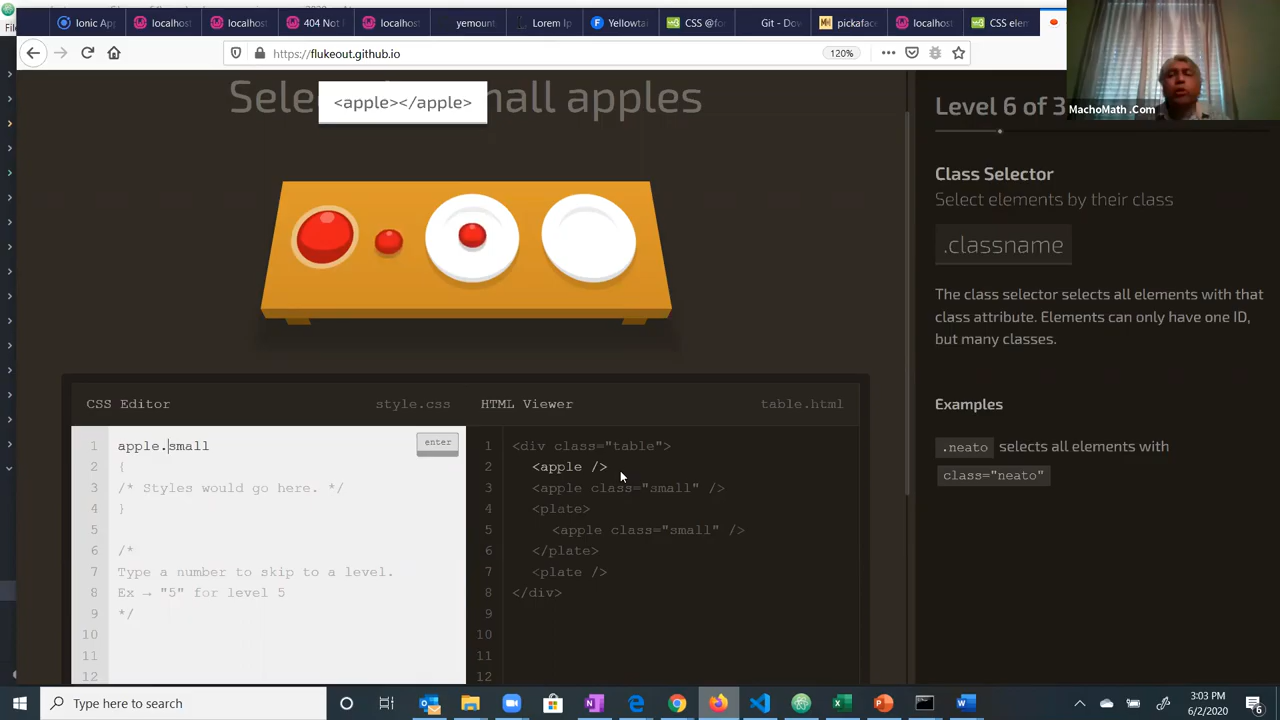 Ionic Ap
localhost
localhost
404 Not
localhost
yemount.
Lorem Ip
Yellowtai
CSS @fo
Git - Dow
pickaface
localhost
CSS elem
https://flukeout.github.io
120%
Sele
<apple></apple>
mall apples
MachoMath .Com
Level 6 of 3
Class Selector
Select elements by their class
.classname
The class selector selects all elements with that
class attribute. Elements can only have one ID,
but many classes.
Examples
.neato selects all elements with
class="neato"
CSS Editor
style.css
HTML Viewer
table.html
1 apple.small
enter
2 {
3 /* Styles would go here. */
4 }
5
6 /*
7 Type a number to skip to a level.
8 Ex → "5" for level 5
9 */
10
11
12
1 <div class="table">
2 <apple />
3 <apple class="small" />
4 <plate>
5 <apple class="small" />
6 </plate>
7 <plate />
8 </div>
9
10
11
12
Type here to search
3:03 PM
6/2/2020
6